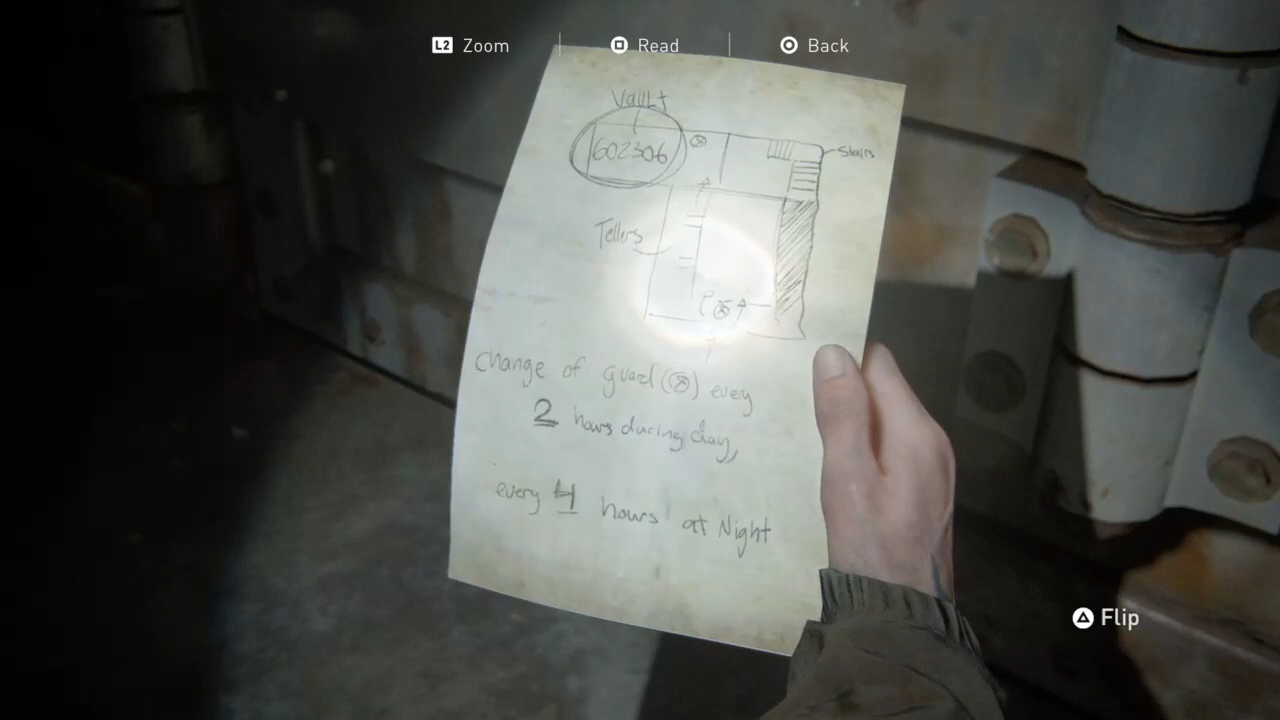 L2 Zoom
Read
Back
Vault
602306
Stairs
Tellers
Change of guard (⊗) every
2 hours during day,
every 4 hours at Night
Flip